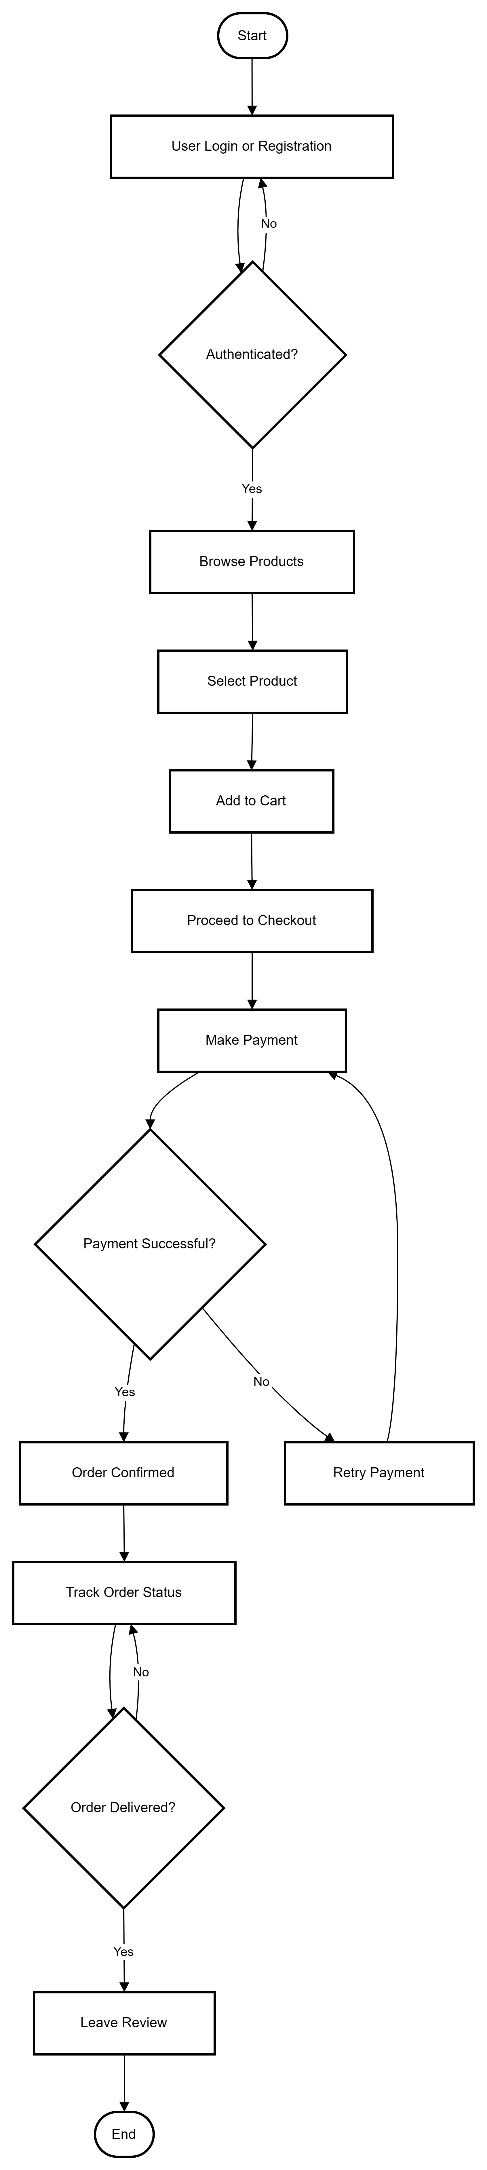 Start
User Login or Registration
No
Authenticated?
Yes
Browse Products
Select Product
Add to Cart
Proceed to Checkout
Make Payment
Payment Successful?
No
Yes
Order Confirmed
Retry Payment
Track Order Status
No
Order Delivered?
Yes
Leave Review
End